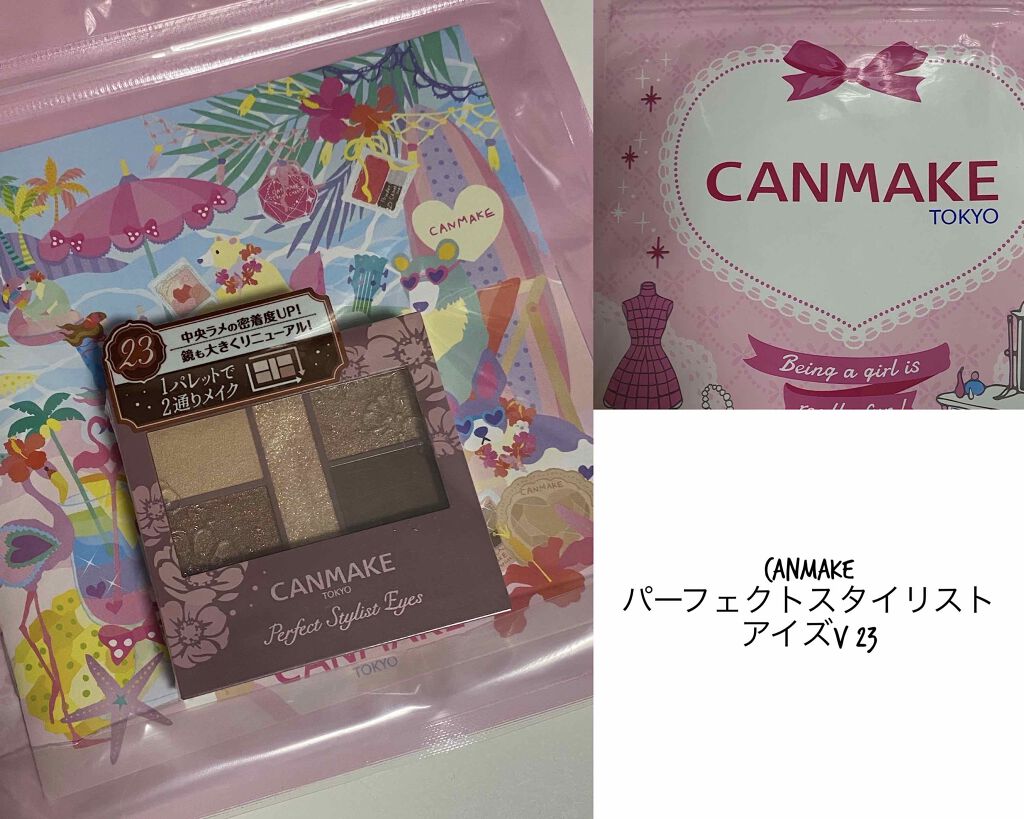 CANMAKE
23
中央ラメの密着度UP!
鏡も大きくリニューアル!
1パレットで
2通りメイク
CANMAKE
CANMAKE
TOKYO
Perfect Stylist Eyes
CANMAKE
TOKYO
CANMAKE
TOKYO
Being a girl is
CANMAKE
パーフェクトスタイリスト
アイズV 23